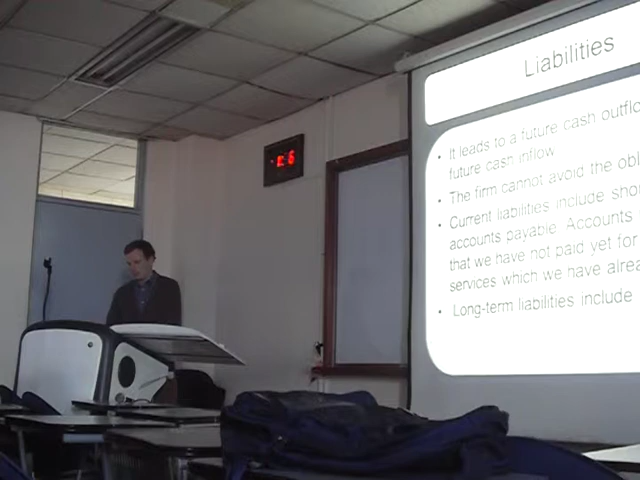 Liabilities
• It leads to a future cash outflo
future cash inflow
• The firm cannot avoid the obl
• Current liabilities include sho
accounts payable. Accounts
that we have not paid yet for
services which we have alrea
• Long-term liabilities include